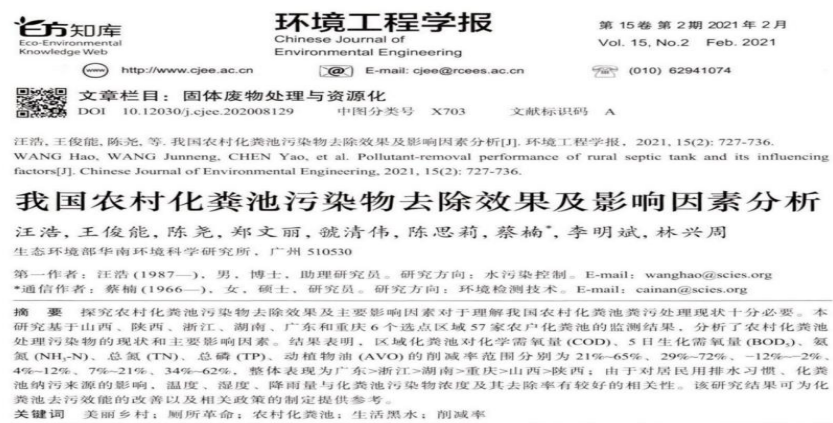 生态环境知库
Eco-Environmental
Knowledge Web
环境工程学报
Chinese Journal of
Environmental Engineering
第 15卷 第 2期 2021 年 2 月
Vol. 15, No.2 Feb. 2021
www http://www.cjee.ac.cn
@ E-mail: cjee@rcees.ac.cn
(010) 62941074
文章栏目：固体废物处理与资源化
DOI 10.12030/j.cjee.202008129 中图分类号 X703 文献标识码 A
汪浩, 王俊能, 陈尧, 等. 我国农村化粪池污染物去除效果及影响因素分析[J]. 环境工程学报, 2021, 15(2): 727-736.
WANG Hao, WANG Junneng, CHEN Yao, et al. Pollutant-removal performance of rural septic tank and its influencing
factors[J]. Chinese Journal of Environmental Engineering, 2021, 15(2): 727-736.
我国农村化粪池污染物去除效果及影响因素分析
汪浩, 王俊能, 陈尧, 郑文丽, 虢清伟, 陈思莉, 蔡楠*, 李明斌, 林兴周
生态环境部华南环境科学研究所，广州 510530
第一作者：汪浩 (1987—)，男，博士，助理研究员。研究方向：水污染控制。E-mail：wanghao@scies.org
*通信作者：蔡楠 (1966—)，女，硕士，研究员。研究方向：环境检测技术。E-mail：cainan@scies.org
摘 要 探究农村化粪池污染物去除效果及主要影响因素对于理解我国农村化粪池粪污处理现状十分必要。本
研究基于山西、陕西、浙江、湖南、广东和重庆 6 个选点区域 57 家农户化粪池的监测结果，分析了农村化粪池
处理污染物的现状和主要影响因素。结果表明，区域化粪池对化学需氧量 (COD)、5 日生化需氧量 (BOD₅)、氨
氮 (NH₃-N)、总氮 (TN)、总磷 (TP)、动植物油 (AVO) 的削减率范围分别为 21%~65%、29%~72%、-12%~-2%、
4%~12%、7%~21%、34%~62%，整体表现为广东>浙江>湖南>重庆>山西>陕西；由于对居民用排水习惯、化粪
池纳污来源的影响，温度、湿度、降雨量与化粪池污染物浓度及其去除率有较好的相关性。该研究结果可为化
粪池去污效能的改善以及相关政策的制定提供参考。
关键词 美丽乡村；厕所革命；农村化粪池；生活黑水；削减率